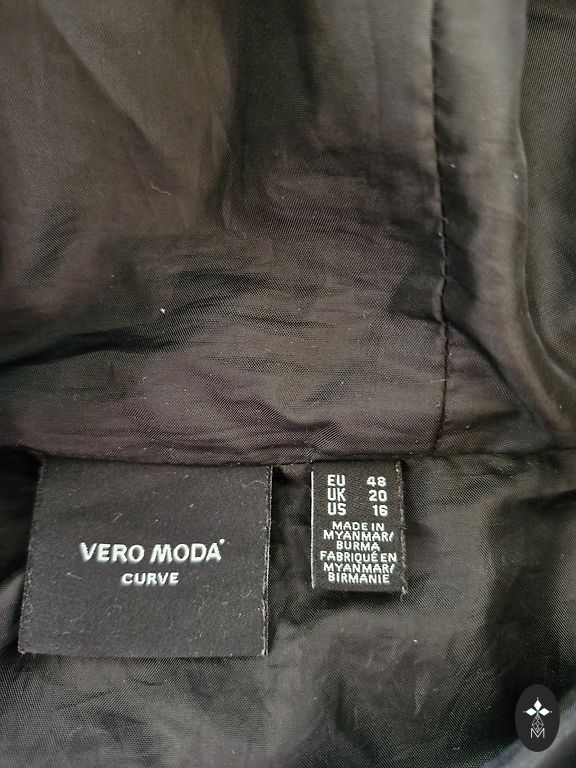 VERO MODA
CURVE
EU 48
UK 20
US 16
MADE IN
MYANMAR/
BURMA
FABRIQUÉ EN
MYANMAR/
BIRMANIE
M